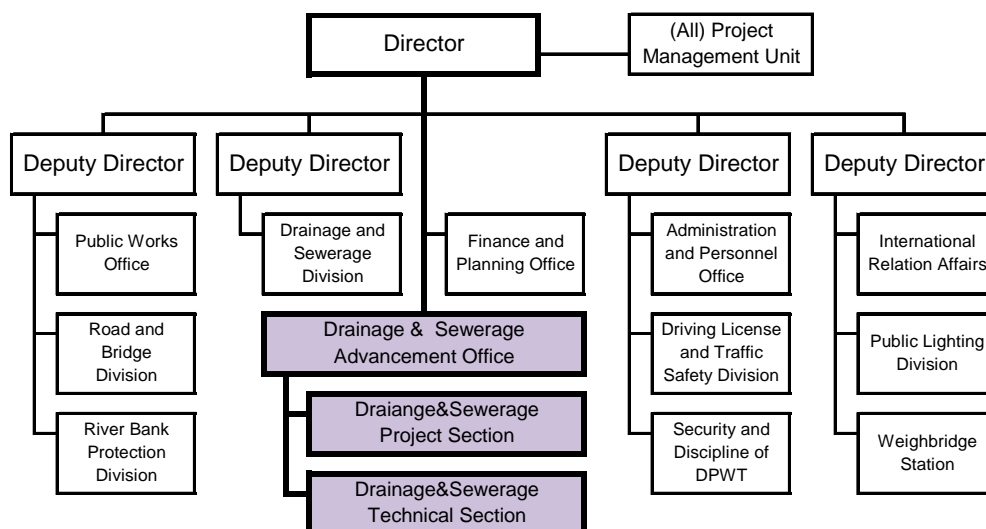 Director
(All) Project
Management Unit
Deputy Director
Deputy Director
Deputy Director
Deputy Director
Public Works
Office
Drainage and
Sewerage
Division
Finance and
Planning Office
Administration
and Personnel
Office
International
Relation Affairs
Drainage & Sewerage
Advancement Office
Road and
Bridge
Division
Driving License
and Traffic
Safety Division
Public Lighting
Division
Draiange&Sewerage
Project Section
River Bank
Protection
Division
Security and
Discipline of
DPWT
Weighbridge
Station
Drainage&Sewerage
Technical Section